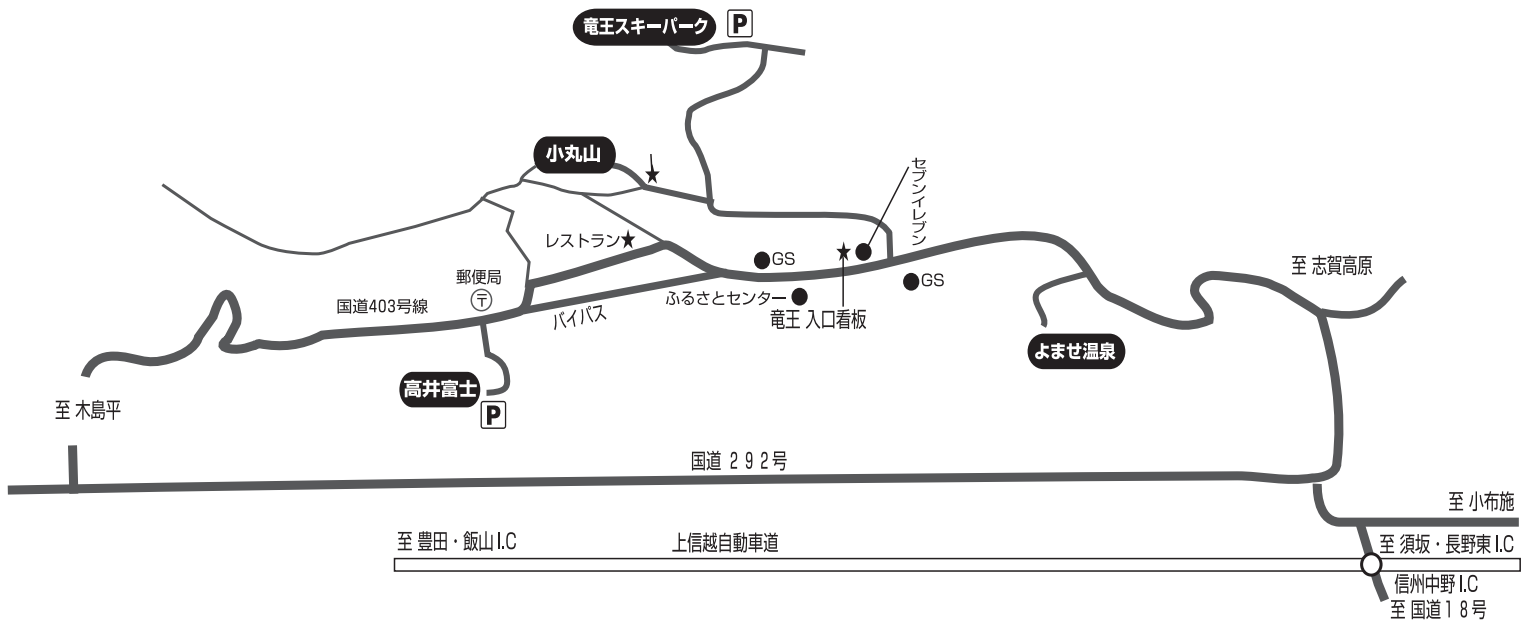 竜王スキーパーク
P
小丸山
セブンイレブン
レストラン★
GS
至 志賀高原
郵便局
〒
GS
国道403号線
ふるさとセンター
バイパス
竜王 入口看板
よませ温泉
高井富士
P
至 木島平
国道 292号
至 小布施
至 豊田・飯山I.C
上信越自動車道
至 須坂・長野東I.C
信州中野I.C
至 国道18号